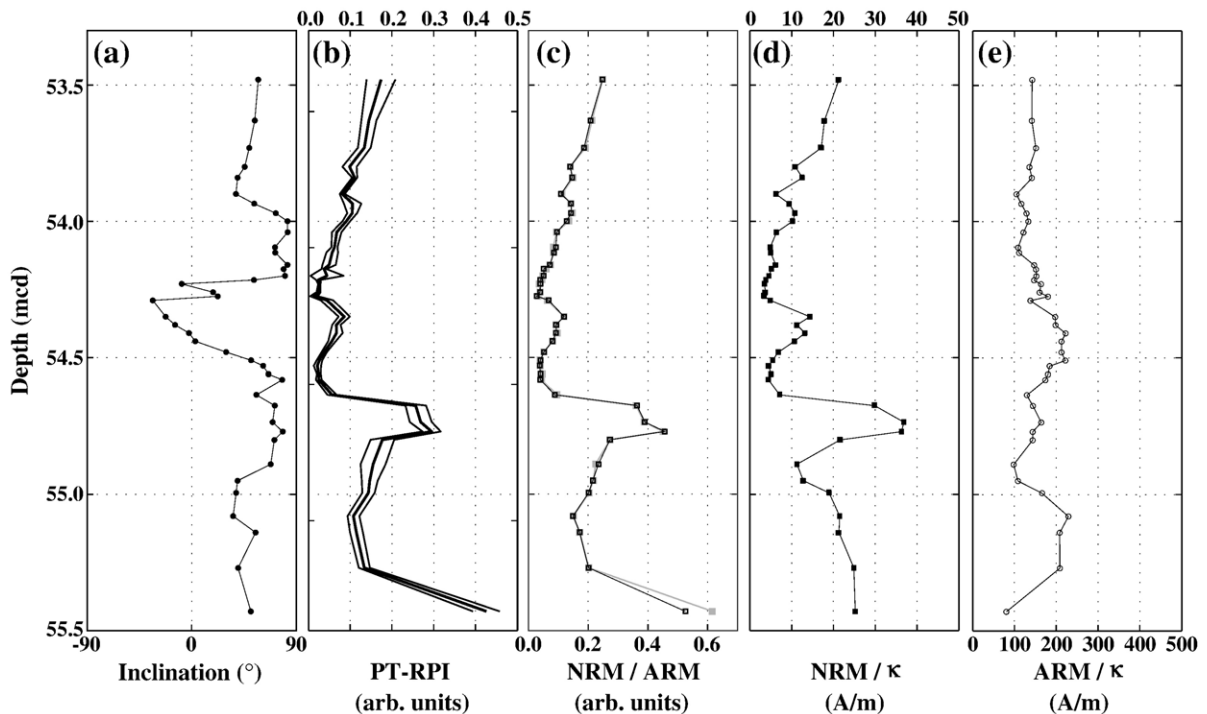 0.0 0.1 0.2 0.3 0.4 0.5 0 10 20 30 40 50
(a) (b) (c) (d) (e)
53.5
54.0
54.5
55.0
55.5
Depth (mcd)
-90 0 90 0.0 0.2 0.4 0.6 0 100 200 300 400 500
Inclination (°) PT-RPI NRM / ARM NRM / κ ARM / κ
(arb. units) (arb. units) (A/m) (A/m)